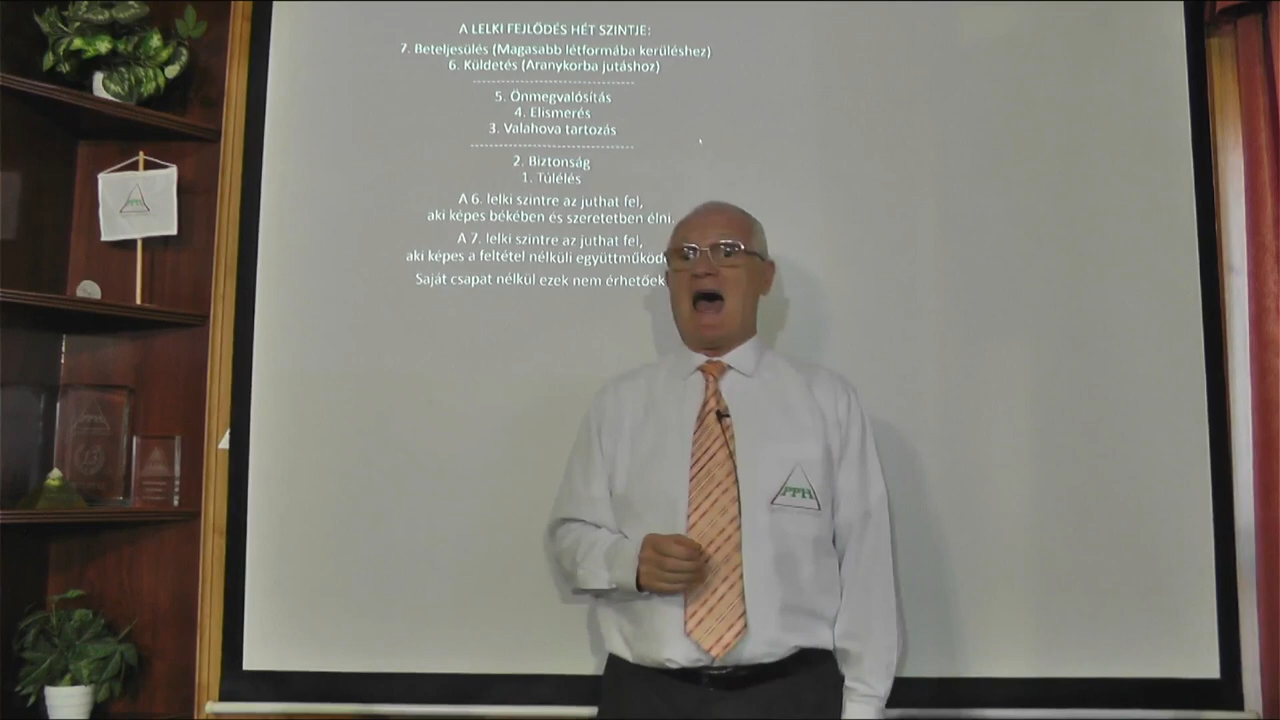 A LELKI FEJLŐDÉS HÉT SZINTJE:
7. Beteljesülés (Magasabb létformába kerüléshez)
6. Küldetés (Aranykorba jutáshoz)
5. Önmegvalósítás
4. Elismerés
3. Valahova tartozás
2. Biztonság
1. Túlélés
A 6. lelki szintre az juthat fel,
aki képes békében és szeretetben élni.
A 7. lelki szintre az juthat fel,
aki képes a feltétel nélküli
Saját csapat nélkül ezek nem
PPH
13